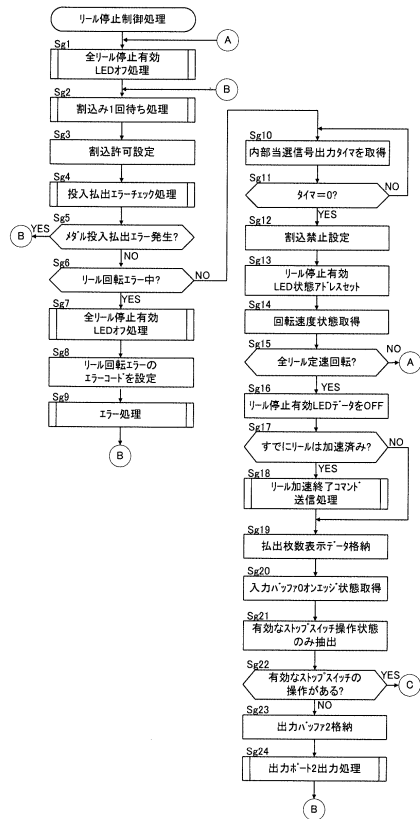 リール停止制御処理
A
Sg1
全リール停止有効
LEDオフ処理
B
Sg2
割込み1回待ち処理
Sg3
割込許可設定
Sg4
投入払出エラーチェック処理
Sg5
B
YES
メダル投入払出エラー発生?
NO
Sg6
リール回転エラー中?
NO
YES
Sg7
全リール停止有効
LEDオフ処理
Sg8
リール回転エラーの
エラーコードを設定
Sg9
エラー処理
B
Sg10
内部当選信号出力タイマを取得
Sg11
タイマ=0?
NO
YES
Sg12
割込禁止設定
Sg13
リール停止有効
LED状態アドレスセット
Sg14
回転速度状態取得
Sg15
全リール定速回転?
NO
A
YES
Sg16
リール停止有効LEDデータをOFF
Sg17
すでにリールは加速済み?
NO
YES
Sg18
リール加速終了コマンド
送信処理
Sg19
払出枚数表示データ格納
Sg20
入力バッファ0オンエッジ状態取得
Sg21
有効なストップスイッチ操作状態
のみ抽出
Sg22
有効なストップスイッチの
操作がある?
YES
C
NO
Sg23
出力バッファ2格納
Sg24
出力ポート2出力処理
B